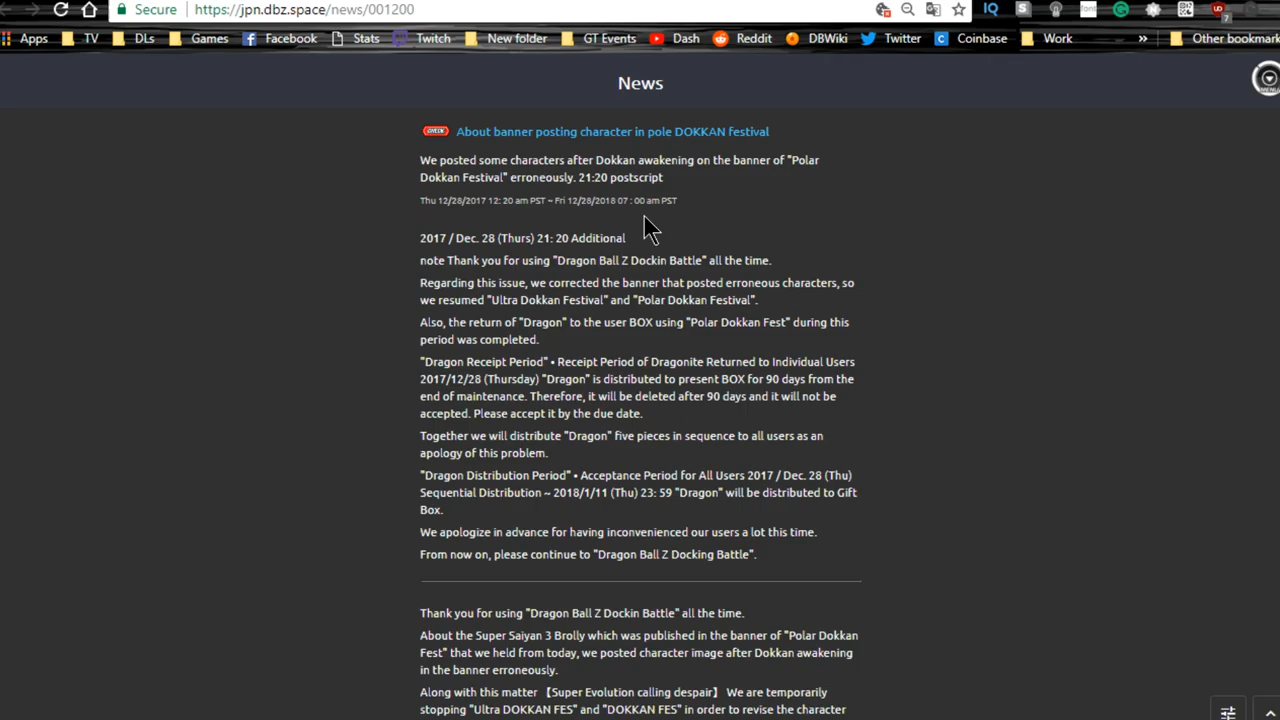 Secure
https://jpn.dbz.space/news/001200
Apps
TV
DLs
Games
Facebook
Stats
Twitch
New folder
GT Events
Dash
Reddit
DBWiki
Twitter
Coinbase
Work
»
Other bookmark
News
MENU
CHECK About banner posting character in pole DOKKAN festival
We posted some characters after Dokkan awakening on the banner of "Polar
Dokkan Festival" erroneously. 21:20 postscript
Thu 12/28/2017 12: 20 am PST ~ Fri 12/28/2018 07 : 00 am PST
2017 / Dec. 28 (Thurs) 21: 20 Additional
note Thank you for using "Dragon Ball Z Dockin Battle" all the time.
Regarding this issue, we corrected the banner that posted erroneous characters, so
we resumed "Ultra Dokkan Festival" and "Polar Dokkan Festival".
Also, the return of "Dragon" to the user BOX using "Polar Dokkan Fest" during this
period was completed.
"Dragon Receipt Period" • Receipt Period of Dragonite Returned to Individual Users
2017/12/28 (Thursday) "Dragon" is distributed to present BOX for 90 days from the
end of maintenance. Therefore, it will be deleted after 90 days and it will not be
accepted. Please accept it by the due date.
Together we will distribute "Dragon" five pieces in sequence to all users as an
apology of this problem.
"Dragon Distribution Period" • Acceptance Period for All Users 2017 / Dec. 28 (Thu)
Sequential Distribution ~ 2018/1/11 (Thu) 23: 59 "Dragon" will be distributed to Gift
Box.
We apologize in advance for having inconvenienced our users a lot this time.
From now on, please continue to "Dragon Ball Z Docking Battle".
Thank you for using "Dragon Ball Z Dockin Battle" all the time.
About the Super Saiyan 3 Brolly which was published in the banner of "Polar Dokkan
Fest" that we held from today, we posted character image after Dokkan awakening
in the banner erroneously.
Along with this matter 【Super Evolution calling despair】 We are temporarily
stopping "Ultra DOKKAN FES" and "DOKKAN FES" in order to revise the character